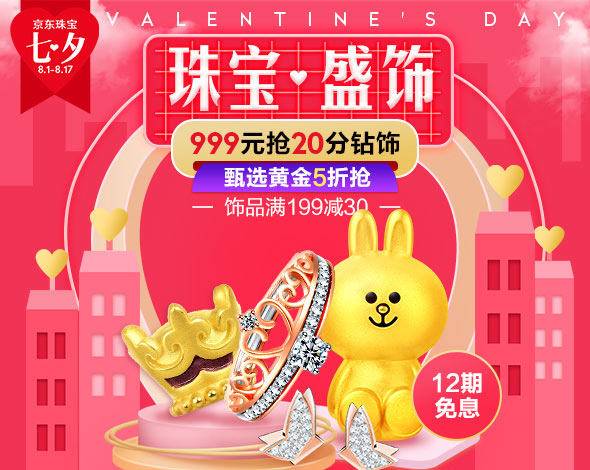 VALENTINE'S DAY
京东珠宝
七夕
8.1-8.17
珠宝
盛饰
999元抢20分钻饰
甄选黄金5折抢
— 饰品满199减30 —
12期
免息